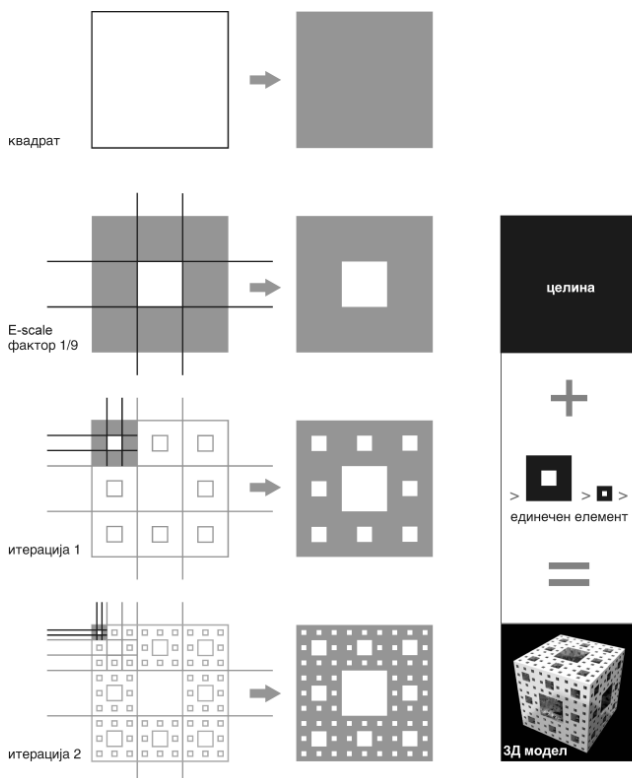 квадрат
E-scale
фактор 1/9
итерација 1
итерација 2
целина
+
> > >
единечен елемент
=
3Д модел